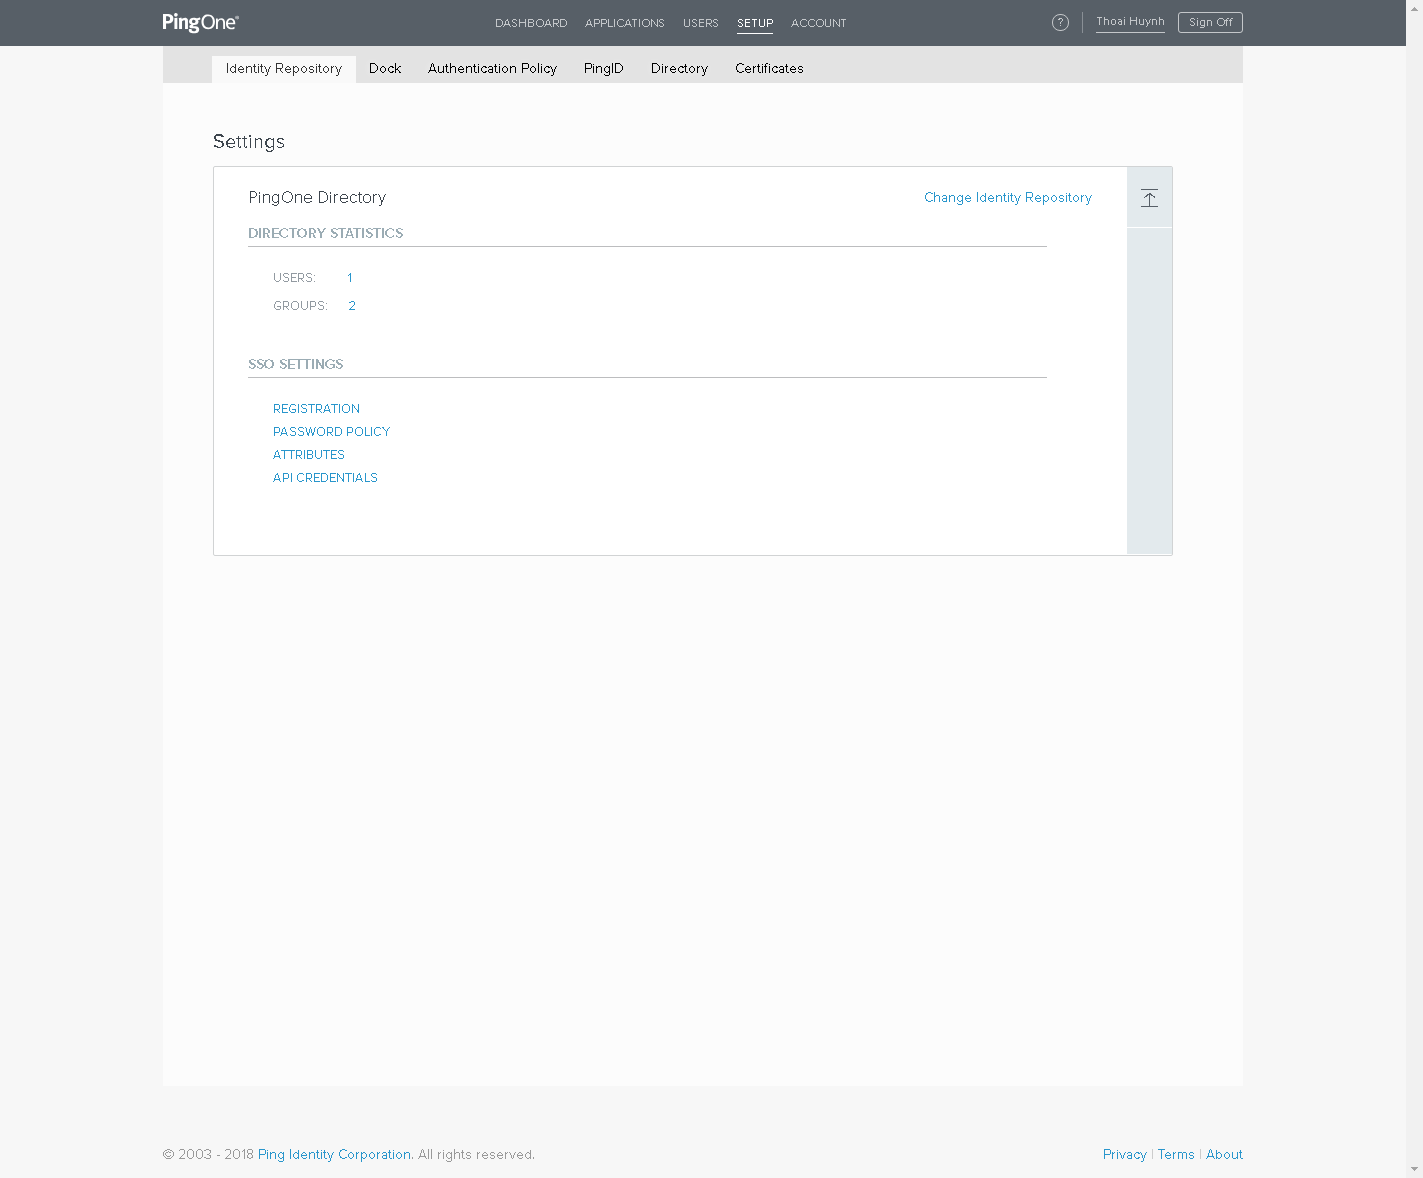 PingOne® DASHBOARD APPLICATIONS USERS SETUP ACCOUNT ? Thoai Huynh Sign Off
Identity Repository Dock Authentication Policy PingID Directory Certificates
Settings
PingOne Directory Change Identity Repository
DIRECTORY STATISTICS
USERS: 1
GROUPS: 2
SSO SETTINGS
REGISTRATION
PASSWORD POLICY
ATTRIBUTES
API CREDENTIALS
© 2003 - 2018 Ping Identity Corporation. All rights reserved. Privacy | Terms | About